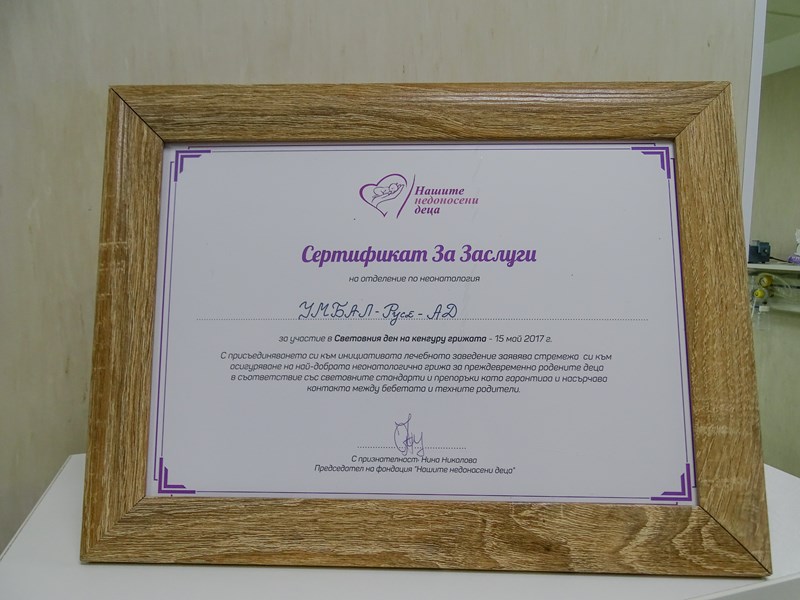 Нашите
недоносени
деца
Сертификат За Заслуги
на отделение по неонатология
УМБАЛ - Русе - АД
за участие в Световния ден на кенгуру грижата - 15 май 2017 г.
С присъединяването си към инициативата лечебното заведение заявява стремежа си към
осигуряване на най-добрата неонатологична грижа за преждевременно родените деца
в съответствие със световните стандарти и препоръки като гарантира и насърчава
контакта между бебетата и техните родители.
С признателност: Нина Николова
Председател на фондация "Нашите недоносени деца"